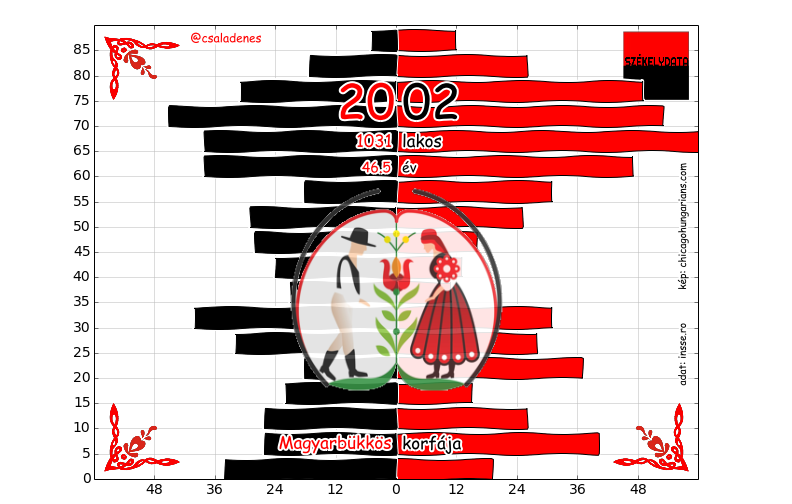 @csaladenes
SZÉKELYDATA
2002
1031 lakos
46.5 év
kép: chicagohungarians.com
adat: insse.ro
Magyarbükkös korfája
85
80
75
70
65
60
55
50
45
40
35
30
25
20
15
10
5
0
48 36 24 12 0 12 24 36 48